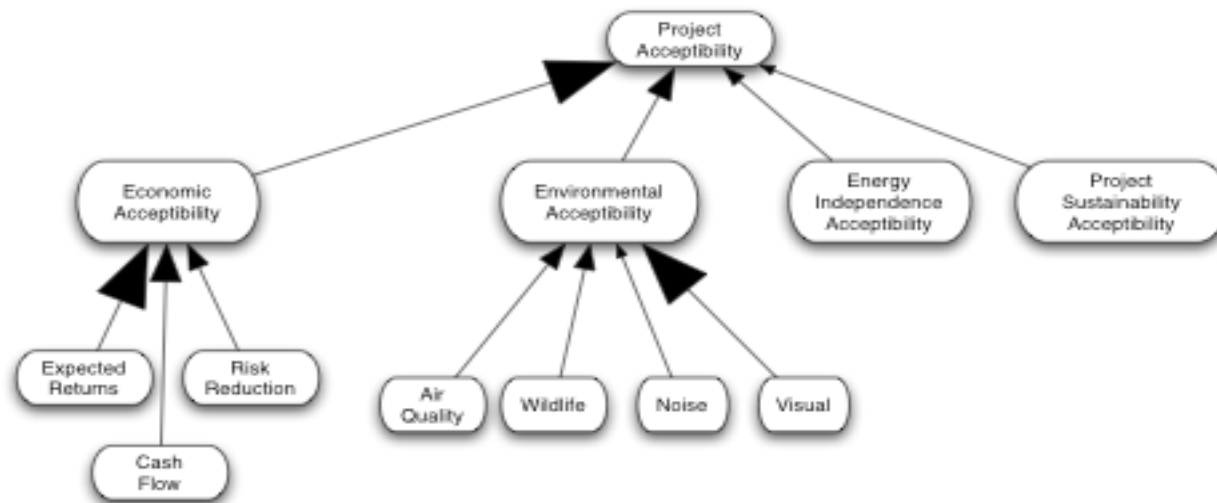 Project
Acceptibility
Economic
Acceptibility
Environmental
Acceptibility
Energy
Independence
Acceptibility
Project
Sustainability
Acceptibility
Expected
Returns
Risk
Reduction
Cash
Flow
Air
Quality
Wildlife
Noise
Visual